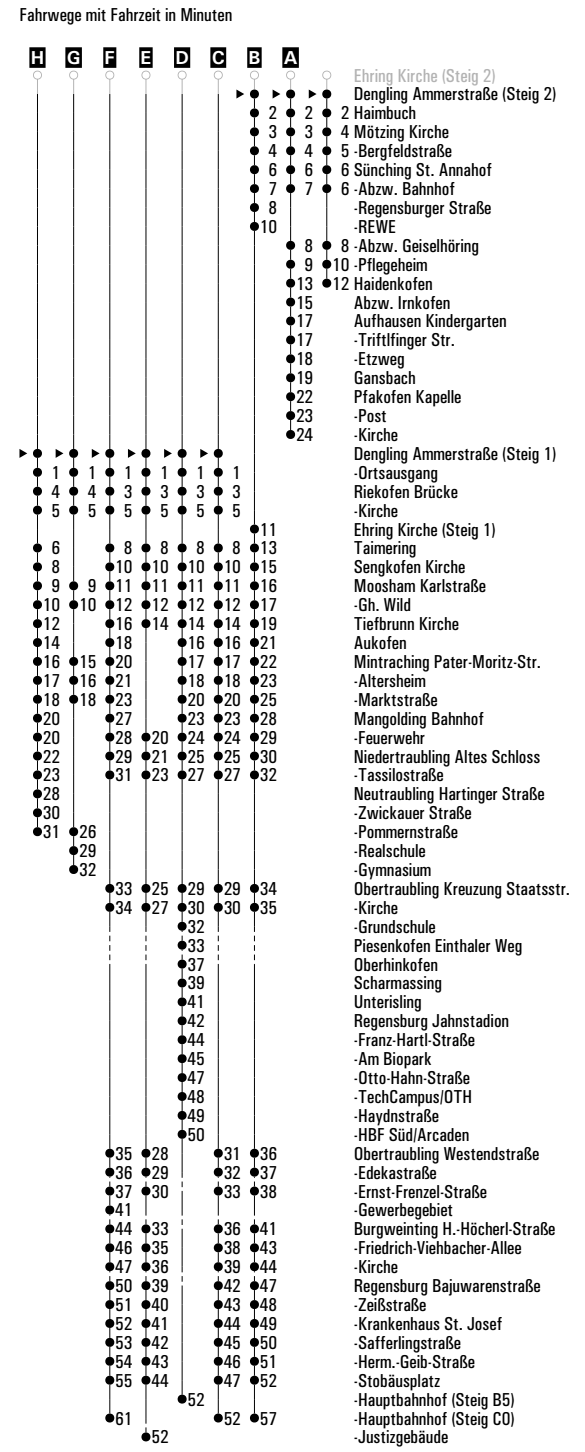 Fahrwege mit Fahrzeit in Minuten
H G F E D C B A
Ehring Kirche (Steig 2)
Dengling Ammerstraße (Steig 2)
2 2 2 Haimbuch
3 3 4 Mötzing Kirche
4 4 5 -Bergfeldstraße
6 6 6 Sünching St. Annahof
7 7 6 -Abzw. Bahnhof
8 -Regensburger Straße
10 -REWE
8 8 -Abzw. Geiselhöring
9 10 -Pflegeheim
13 12 Haidenkofen
15 Abzw. Irnkofen
17 Aufhausen Kindergarten
17 -Triftlfinger Str.
18 -Etzweg
19 Gansbach
22 Pfakofen Kapelle
23 -Post
24 -Kirche
Dengling Ammerstraße (Steig 1)
1 1 1 1 1 1 -Ortsausgang
4 4 3 3 3 3 Riekofen Brücke
5 5 5 5 5 5 -Kirche
11 Ehring Kirche (Steig 1)
6 8 8 8 8 13 Taimering
8 10 10 10 10 15 Sengkofen Kirche
9 9 11 11 11 11 16 Moosham Karlstraße
10 10 12 12 12 12 17 -Gh. Wild
12 16 14 14 14 19 Tiefbrunn Kirche
14 18 16 16 21 Aukofen
16 15 20 17 17 22 Mintraching Pater-Moritz-Str.
17 16 21 18 18 23 -Altersheim
18 18 23 20 20 25 -Marktstraße
20 27 23 23 28 Mangolding Bahnhof
20 28 20 24 24 29 -Feuerwehr
22 29 21 25 25 30 Niedertraubling Altes Schloss
23 31 23 27 27 32 -Tassilostraße
28 Neutraubling Hartinger Straße
30 -Zwickauer Straße
31 26 -Pommernstraße
29 -Realschule
32 -Gymnasium
33 25 29 29 34 Obertraubling Kreuzung Staatsstr.
34 27 30 30 35 -Kirche
32 -Grundschule
33 Piesenkofen Einthaler Weg
37 Oberhinkofen
39 Scharmassing
41 Unterisling
42 Regensburg Jahnstadion
44 -Franz-Hartl-Straße
45 -Am Biopark
47 -Otto-Hahn-Straße
48 -TechCampus/OTH
49 -Haydnstraße
50 -HBF Süd/Arcaden
35 28 31 36 Obertraubling Westendstraße
36 29 32 37 -Edekastraße
37 30 33 38 -Ernst-Frenzel-Straße
41 -Gewerbegebiet
44 33 36 41 Burgweinting H.-Höcherl-Straße
46 35 38 43 -Friedrich-Viehbacher-Allee
47 36 39 44 -Kirche
50 39 42 47 Regensburg Bajuwarenstraße
51 40 43 48 -Zeißstraße
52 41 44 49 -Krankenhaus St. Josef
53 42 45 50 -Safferlingstraße
54 43 46 51 -Herm.-Geib-Straße
55 44 47 52 -Stobäusplatz
52 -Hauptbahnhof (Steig B5)
61 52 57 -Hauptbahnhof (Steig C0)
52 -Justizgebäude